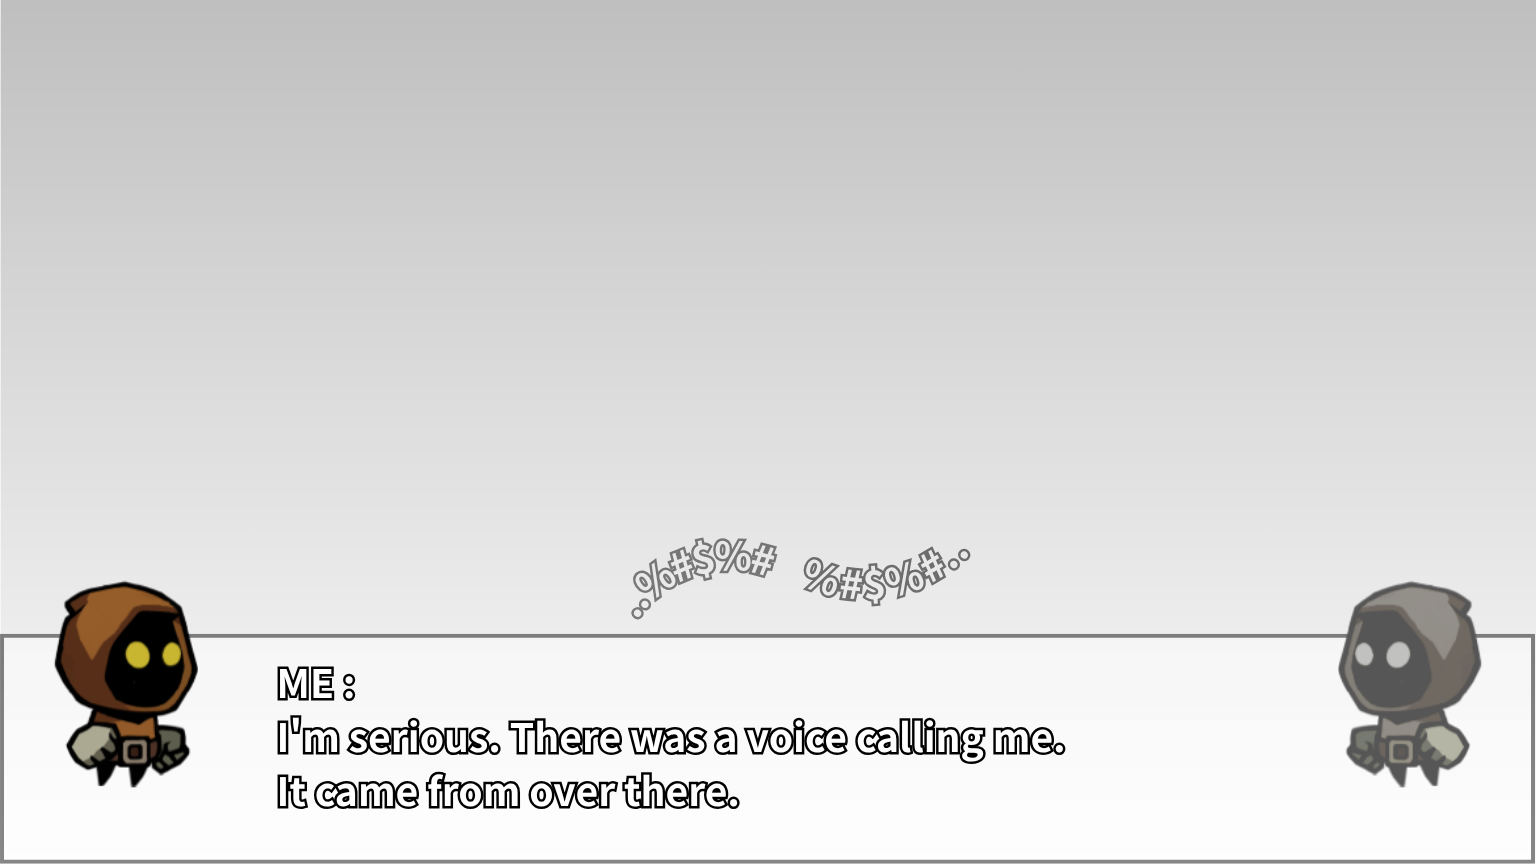 ..%#$%# %#$%#..
ME :
I'm serious. There was a voice calling me.
It came from over there.